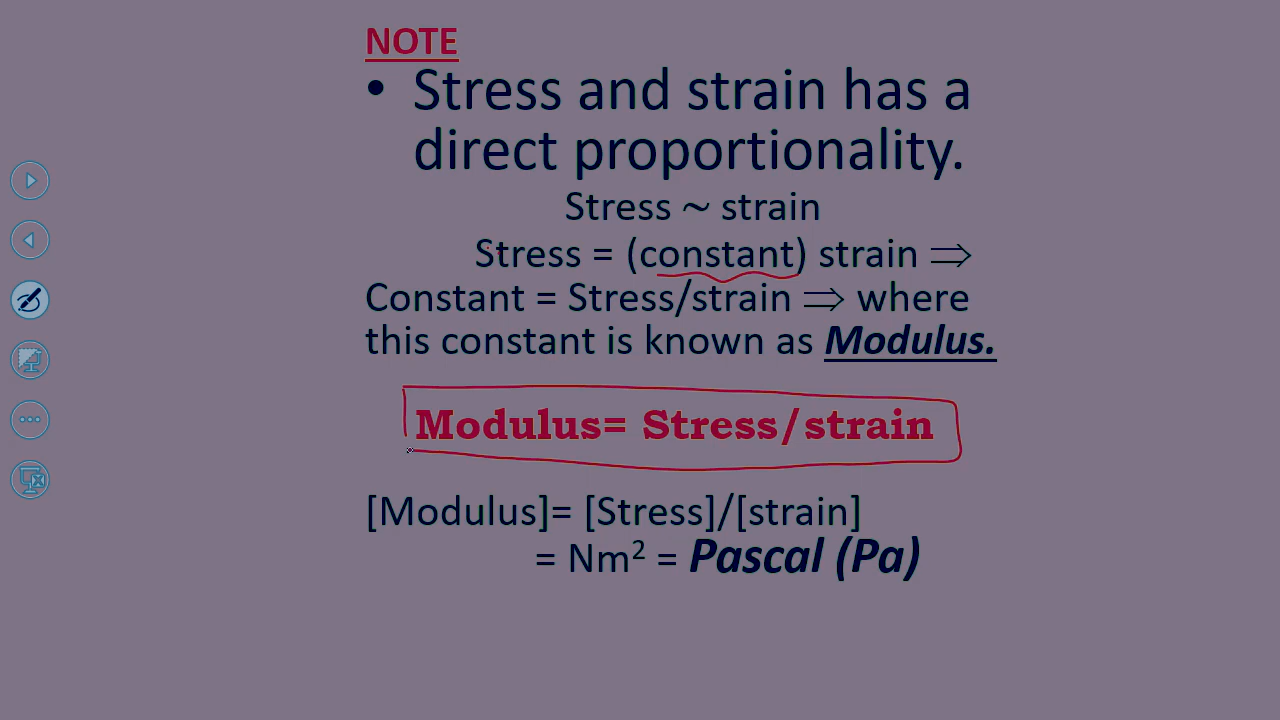 NOTE
• Stress and strain has a
direct proportionality.
Stress ~ strain
Stress = (constant) strain ⇒
Constant = Stress/strain ⇒ where
this constant is known as Modulus.
Modulus= Stress/strain
[Modulus]= [Stress]/[strain]
= Nm² = Pascal (Pa)